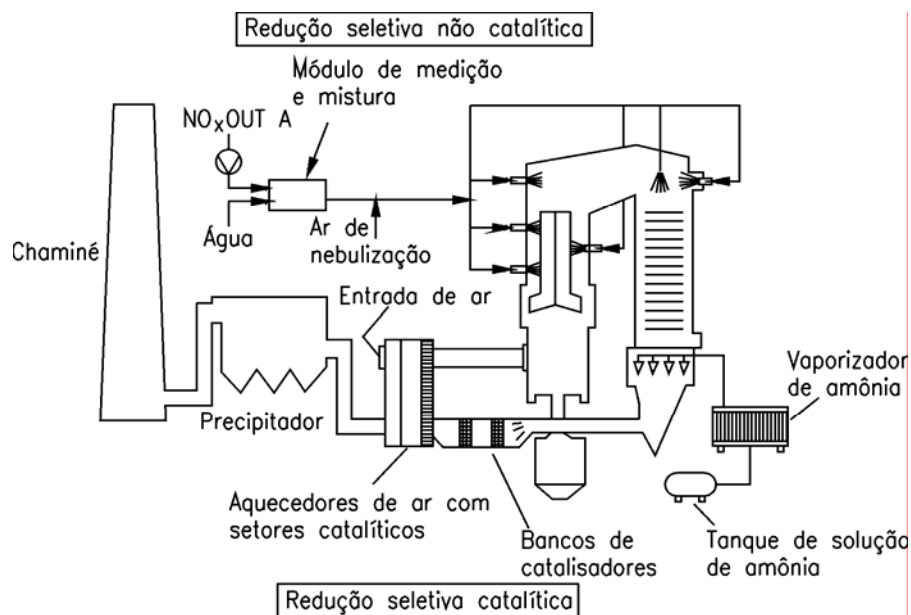 Redução seletiva não catalítica
Módulo de medição
e mistura
NOxOUT A
Água
Ar de
nebulização
Chaminé
Entrada de ar
Precipitador
Vaporizador
de amônia
Aquecedores de ar com
setores catalíticos
Bancos de
catalisadores
Tanque de solução
de amônia
Redução seletiva catalítica